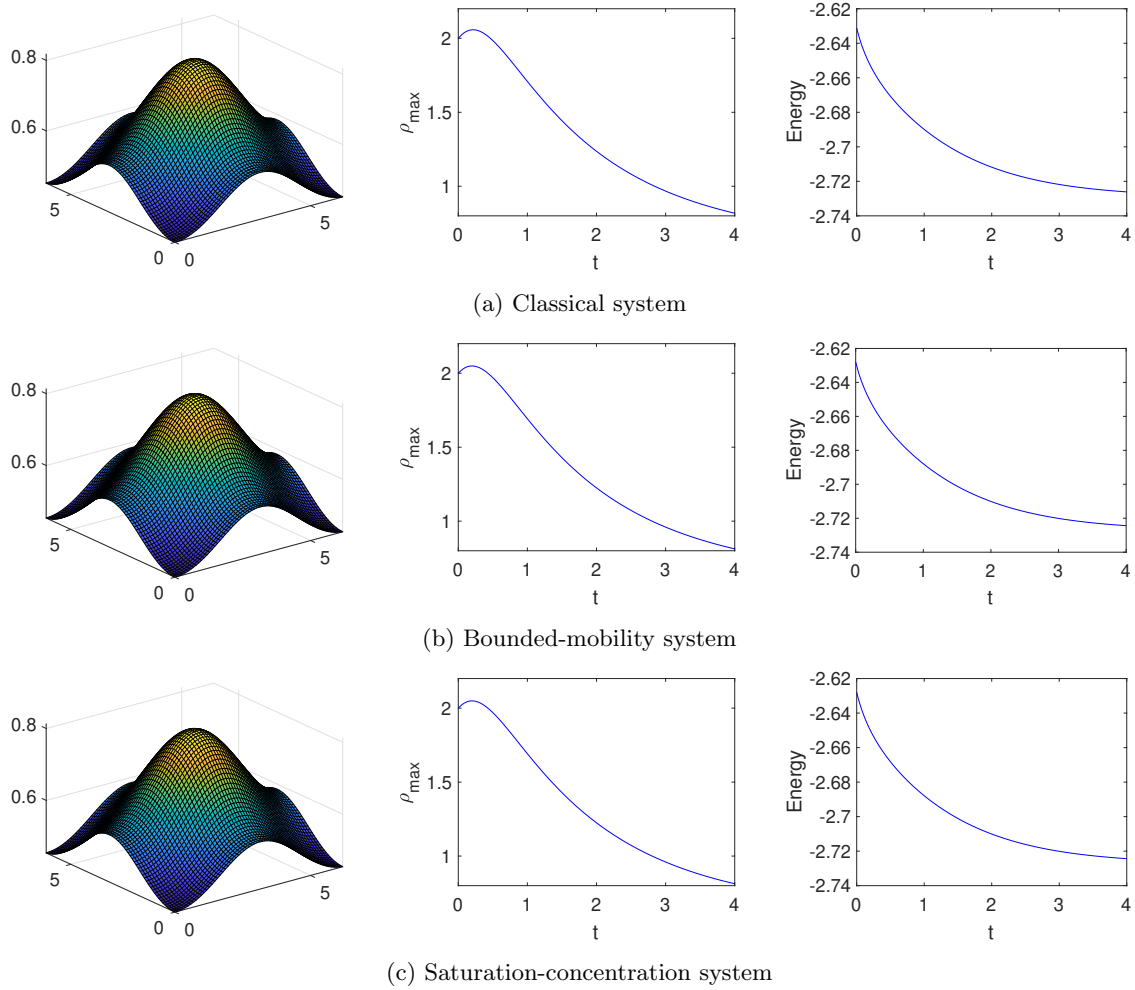 0.8
0.6
5
0
0
5
2
1.5
1
ρmax
0 1 2 3 4
t
-2.62
-2.64
-2.66
-2.68
-2.7
-2.72
-2.74
Energy
0 1 2 3 4
t
(a) Classical system
0.8
0.6
5
0
0
5
2
1.5
1
ρmax
0 1 2 3 4
t
-2.62
-2.64
-2.66
-2.68
-2.7
-2.72
-2.74
Energy
0 1 2 3 4
t
(b) Bounded-mobility system
0.8
0.6
5
0
0
5
2
1.5
1
ρmax
0 1 2 3 4
t
-2.62
-2.64
-2.66
-2.68
-2.7
-2.72
-2.74
Energy
0 1 2 3 4
t
(c) Saturation-concentration system